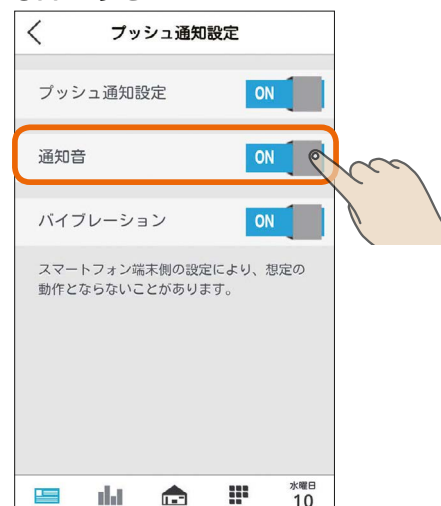 プッシュ通知設定
プッシュ通知設定 ON
通知音 ON
バイブレーション ON
スマートフォン端末側の設定により、想定の
動作とならないことがあります。
水曜日
10